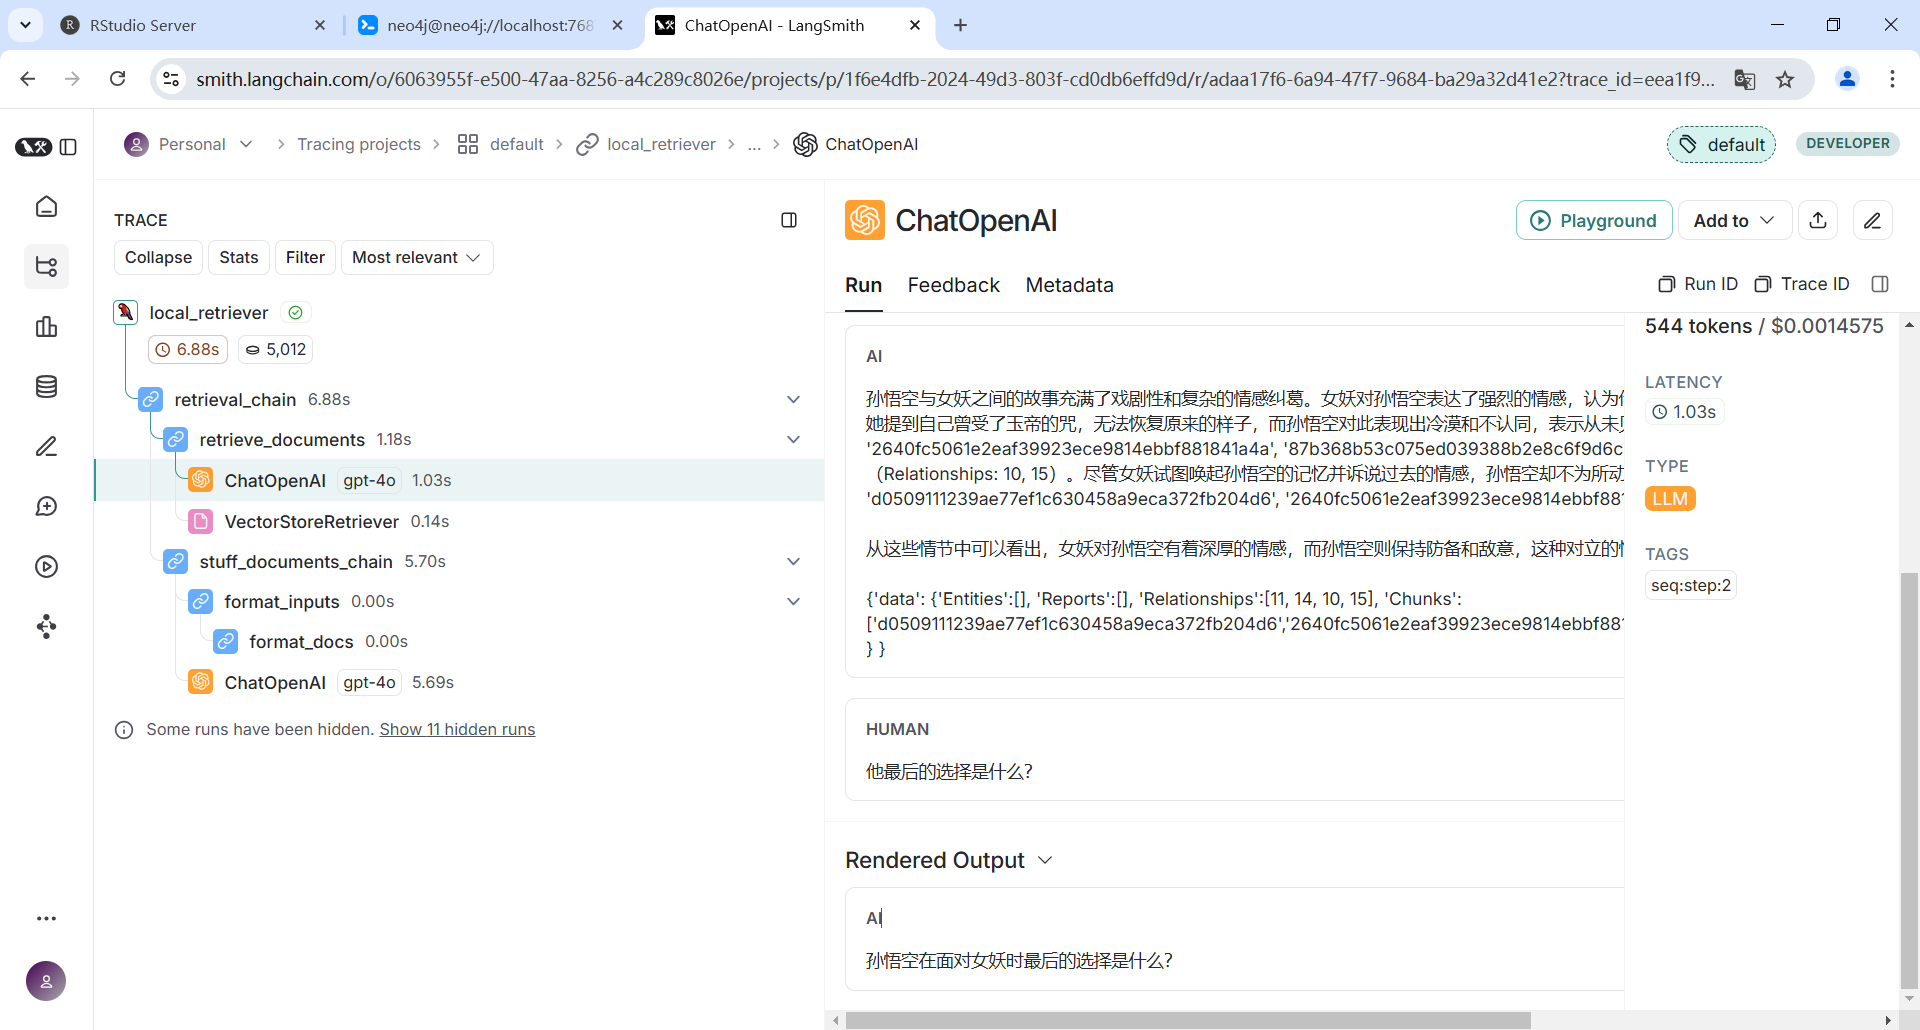 RStudio Server
neo4j@neo4j://localhost:768
ChatOpenAI - LangSmith
smith.langchain.com/o/6063955f-e500-47aa-8256-a4c289c8026e/projects/p/1f6e4dfb-2024-49d3-803f-cd0db6effd9d/r/adaa17f6-6a94-47f7-9684-ba29a32d41e2?trace_id=eea1f9...
Personal
Tracing projects
default
local_retriever
...
ChatOpenAI
default
DEVELOPER
TRACE
Collapse
Stats
Filter
Most relevant
local_retriever
6.88s
5,012
retrieval_chain 6.88s
retrieve_documents 1.18s
ChatOpenAI gpt-4o 1.03s
VectorStoreRetriever 0.14s
stuff_documents_chain 5.70s
format_inputs 0.00s
format_docs 0.00s
ChatOpenAI gpt-4o 5.69s
Some runs have been hidden. Show 11 hidden runs
ChatOpenAI
Playground
Add to
Run
Feedback
Metadata
Run ID
Trace ID
AI
孙悟空与女妖之间的故事充满了戏剧性和复杂的情感纠葛。女妖对孙悟空表达了强烈的情感，认为
她提到自己曾受了玉帝的咒，无法恢复原来的样子，而孙悟空对此表现出冷漠和不认同，表示从未
'2640fc5061e2eaf39923ece9814ebbf881841a4a', '87b368b53c075ed039388b2e8c6f9d6c
（Relationships: 10, 15）。尽管女妖试图唤起孙悟空的记忆并诉说过去的情感，孙悟空却不为所动
'd0509111239ae77ef1c630458a9eca372fb204d6', '2640fc5061e2eaf39923ece9814ebbf881
从这些情节中可以看出，女妖对孙悟空有着深厚的情感，而孙悟空则保持防备和敌意，这种对立的
{'data': {'Entities':[], 'Reports':[], 'Relationships':[11, 14, 10, 15], 'Chunks':
['d0509111239ae77ef1c630458a9eca372fb204d6','2640fc5061e2eaf39923ece9814ebbf881
} }
HUMAN
他最后的选择是什么?
Rendered Output
AI
孙悟空在面对女妖时最后的选择是什么?
544 tokens / $0.0014575
LATENCY
1.03s
TYPE
LLM
TAGS
seq:step:2